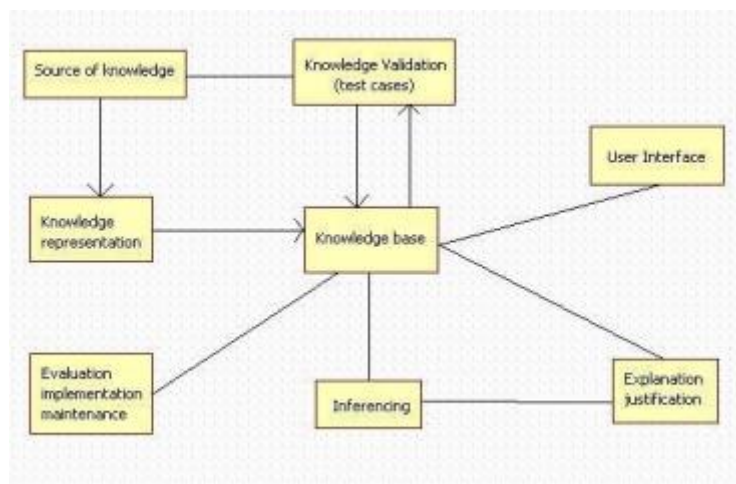 Source of knowledge
Knowledge Validation
(test cases)
User Interface
Knowledge
representation
Knowledge base
Evaluation
implementation
maintenance
Inferencing
Explanation
justification